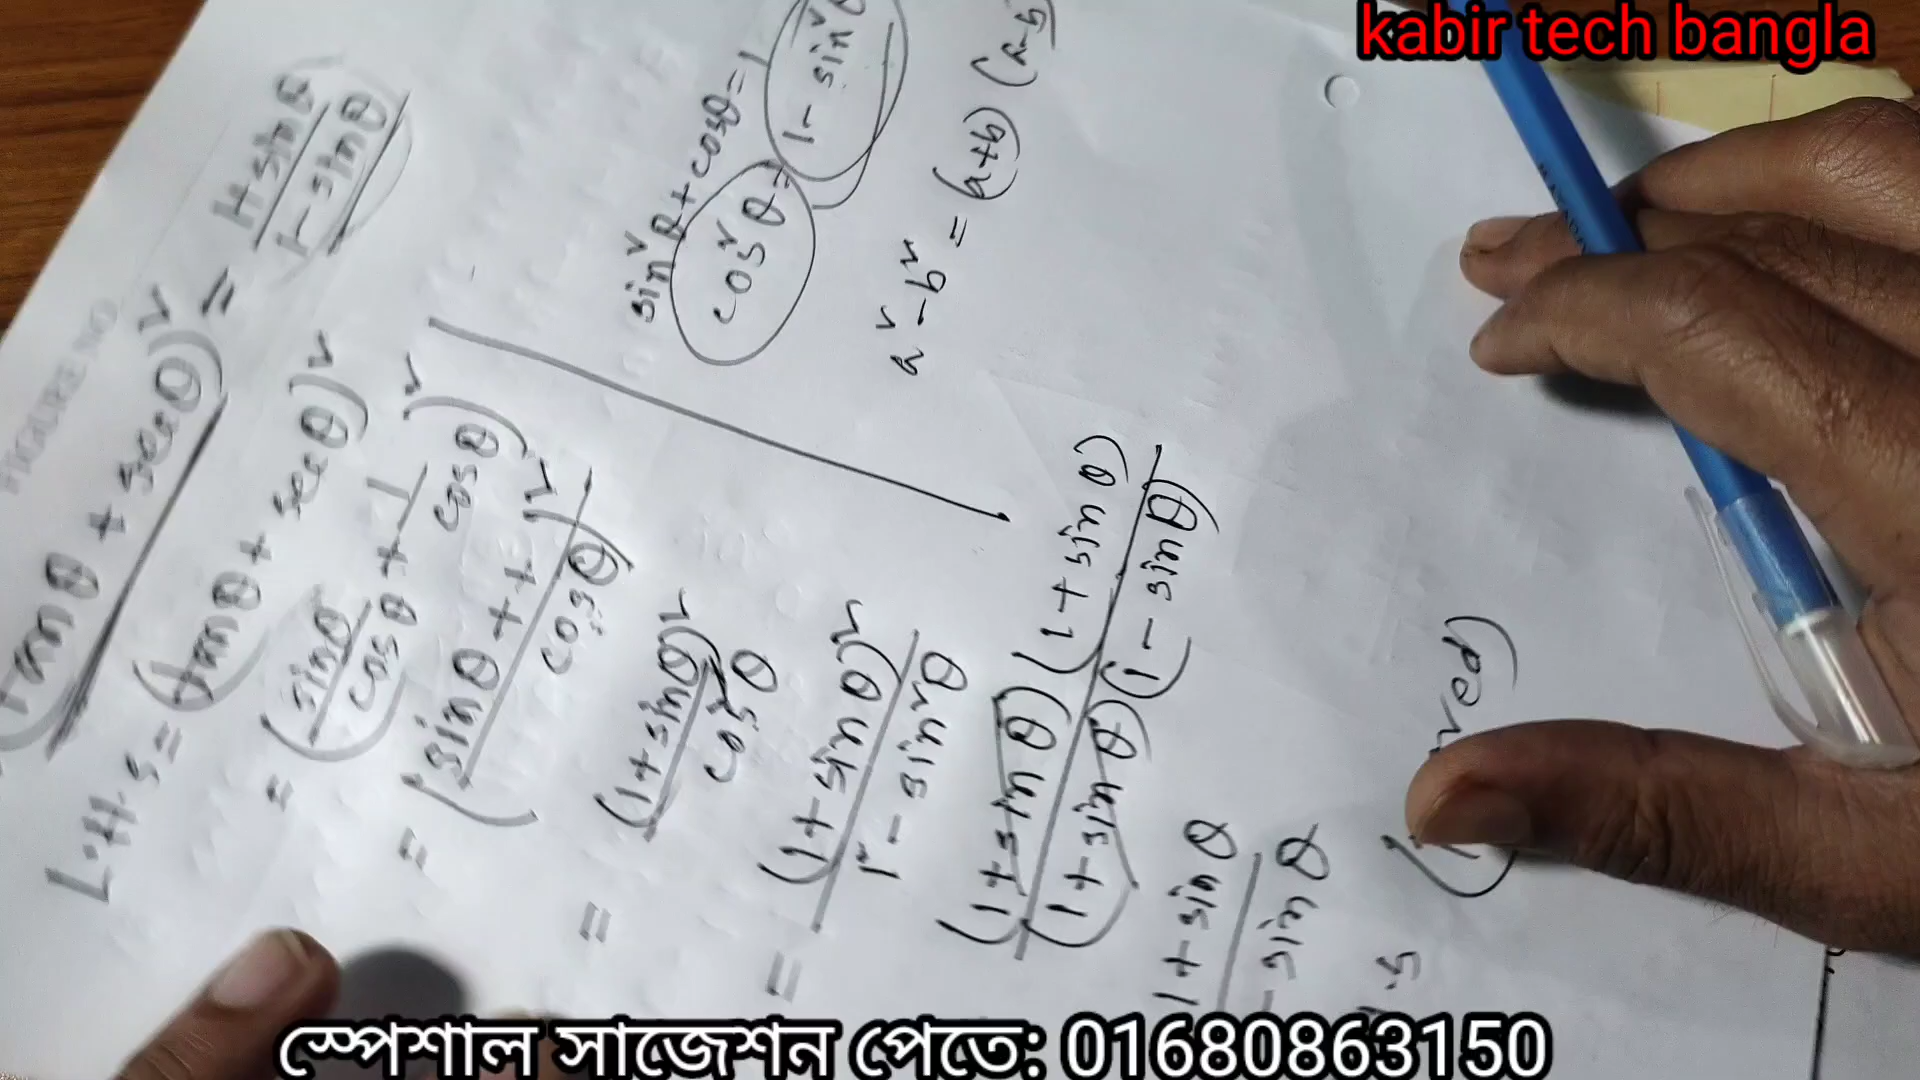 kabir tech bangla
FIGURE NO
(tanθ + secθ)² = 1+sinθ / 1-sinθ
L.H.S = (tanθ + secθ)²
= (sinθ/cosθ + 1/cosθ)²
= (sinθ + 1 / cosθ)²
= (1+sinθ)² / cos²θ
= (1+sinθ)² / 1² - sin²θ
(1+sinθ)(1+sinθ) / (1+sinθ)(1-sinθ)
1+sinθ / -sinθ
sin²θ + cos²θ = 1
cos²θ = 1 - sin²θ
a² - b² = (a+b)(a-b)
স্পেশাল সাজেশন পেতে: 01680863150